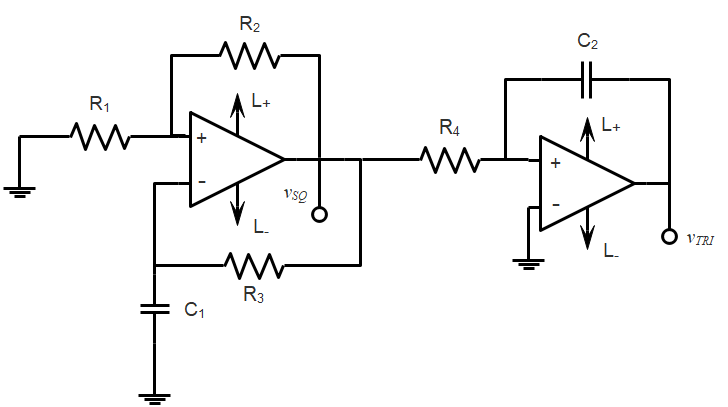 R2
C2
R1
L+
R4
L+
+
+
-
vSQ
-
L-
vTRI
L-
R3
C1